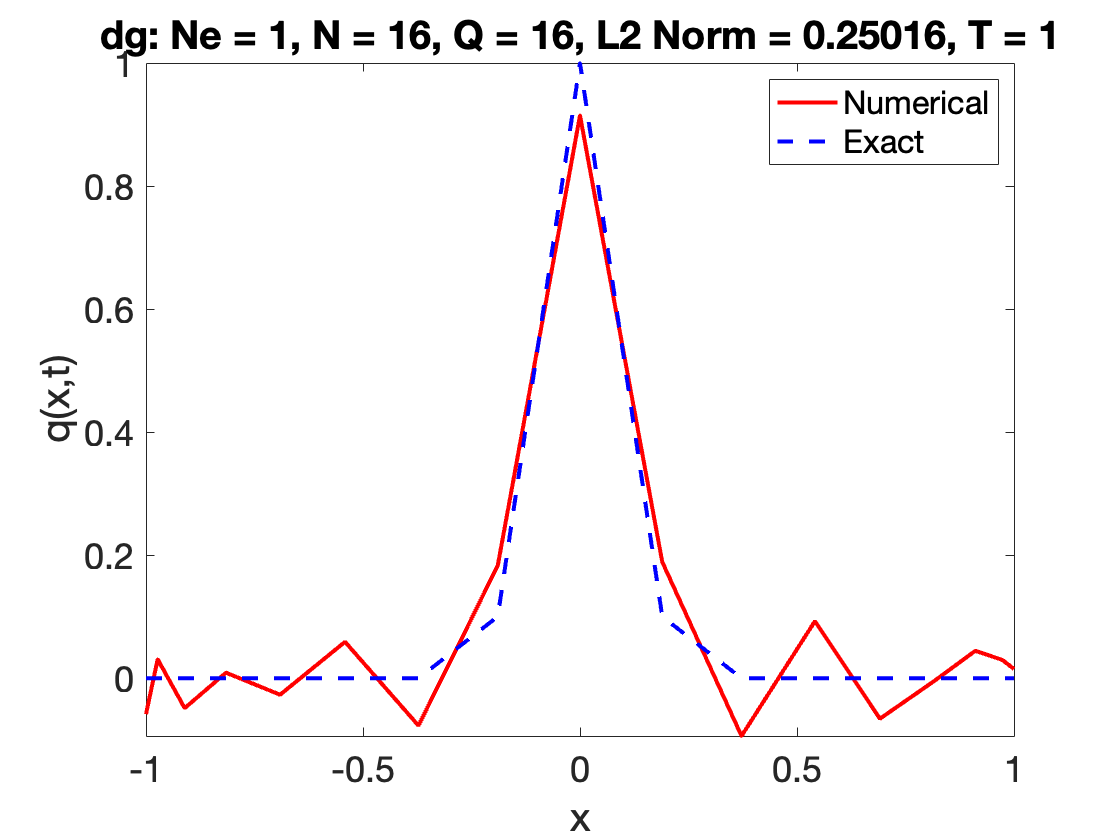 dg: Ne = 1, N = 16, Q = 16, L2 Norm = 0.25016, T = 1
Numerical
Exact
1
0.8
0.6
0.4
0.2
0
q(x,t)
-1
-0.5
0
0.5
1
x